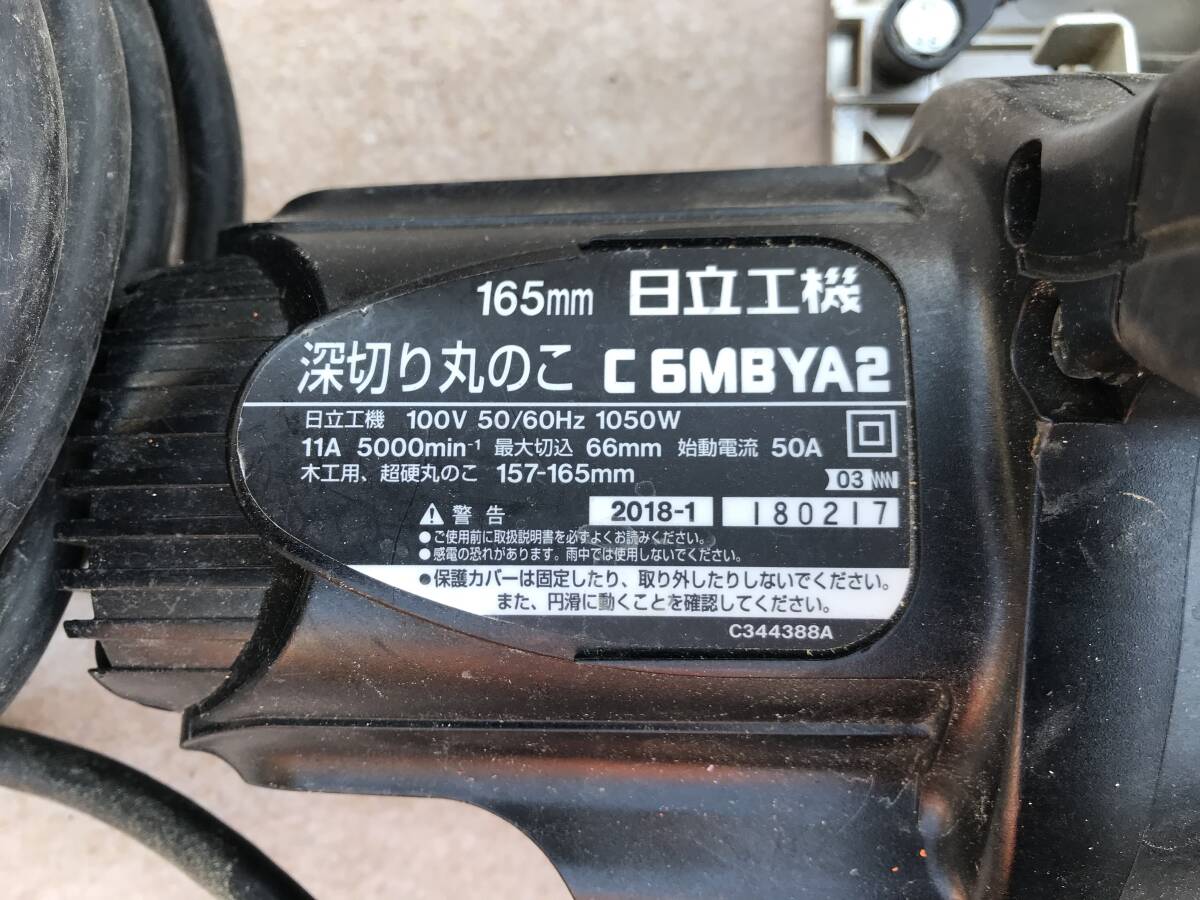 165mm 日立工機
深切り丸のこ C 6MBYA2
日立工機 100V 50/60Hz 1050W
11A 5000min-1 最大切込 66mm 始動電流 50A
木工用、超硬丸のこ 157-165mm
03
警告 2018-1 180217
●ご使用前に取扱説明書を必ずよくお読みください。
●感電の恐れがあります。雨中では使用しないでください。
●保護カバーは固定したり、取り外したりしないでください。
また、円滑に動くことを確認してください。
C344388A